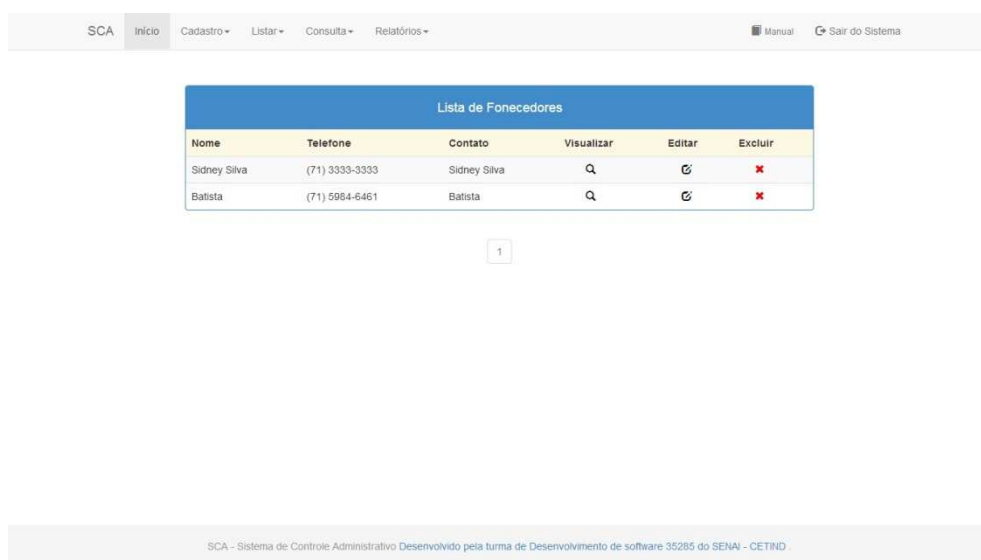 SCA Início Cadastro Listar Consulta Relatórios Manual Sair do Sistema
Lista de Fonecedores
Nome Telefone Contato Visualizar Editar Excluir
Sidney Silva (71) 3333-3333 Sidney Silva
Batista (71) 5984-6461 Batista
1
SCA - Sistema de Controle Administrativo Desenvolvido pela turma de Desenvolvimento de software 35285 do SENAI - CETIND .